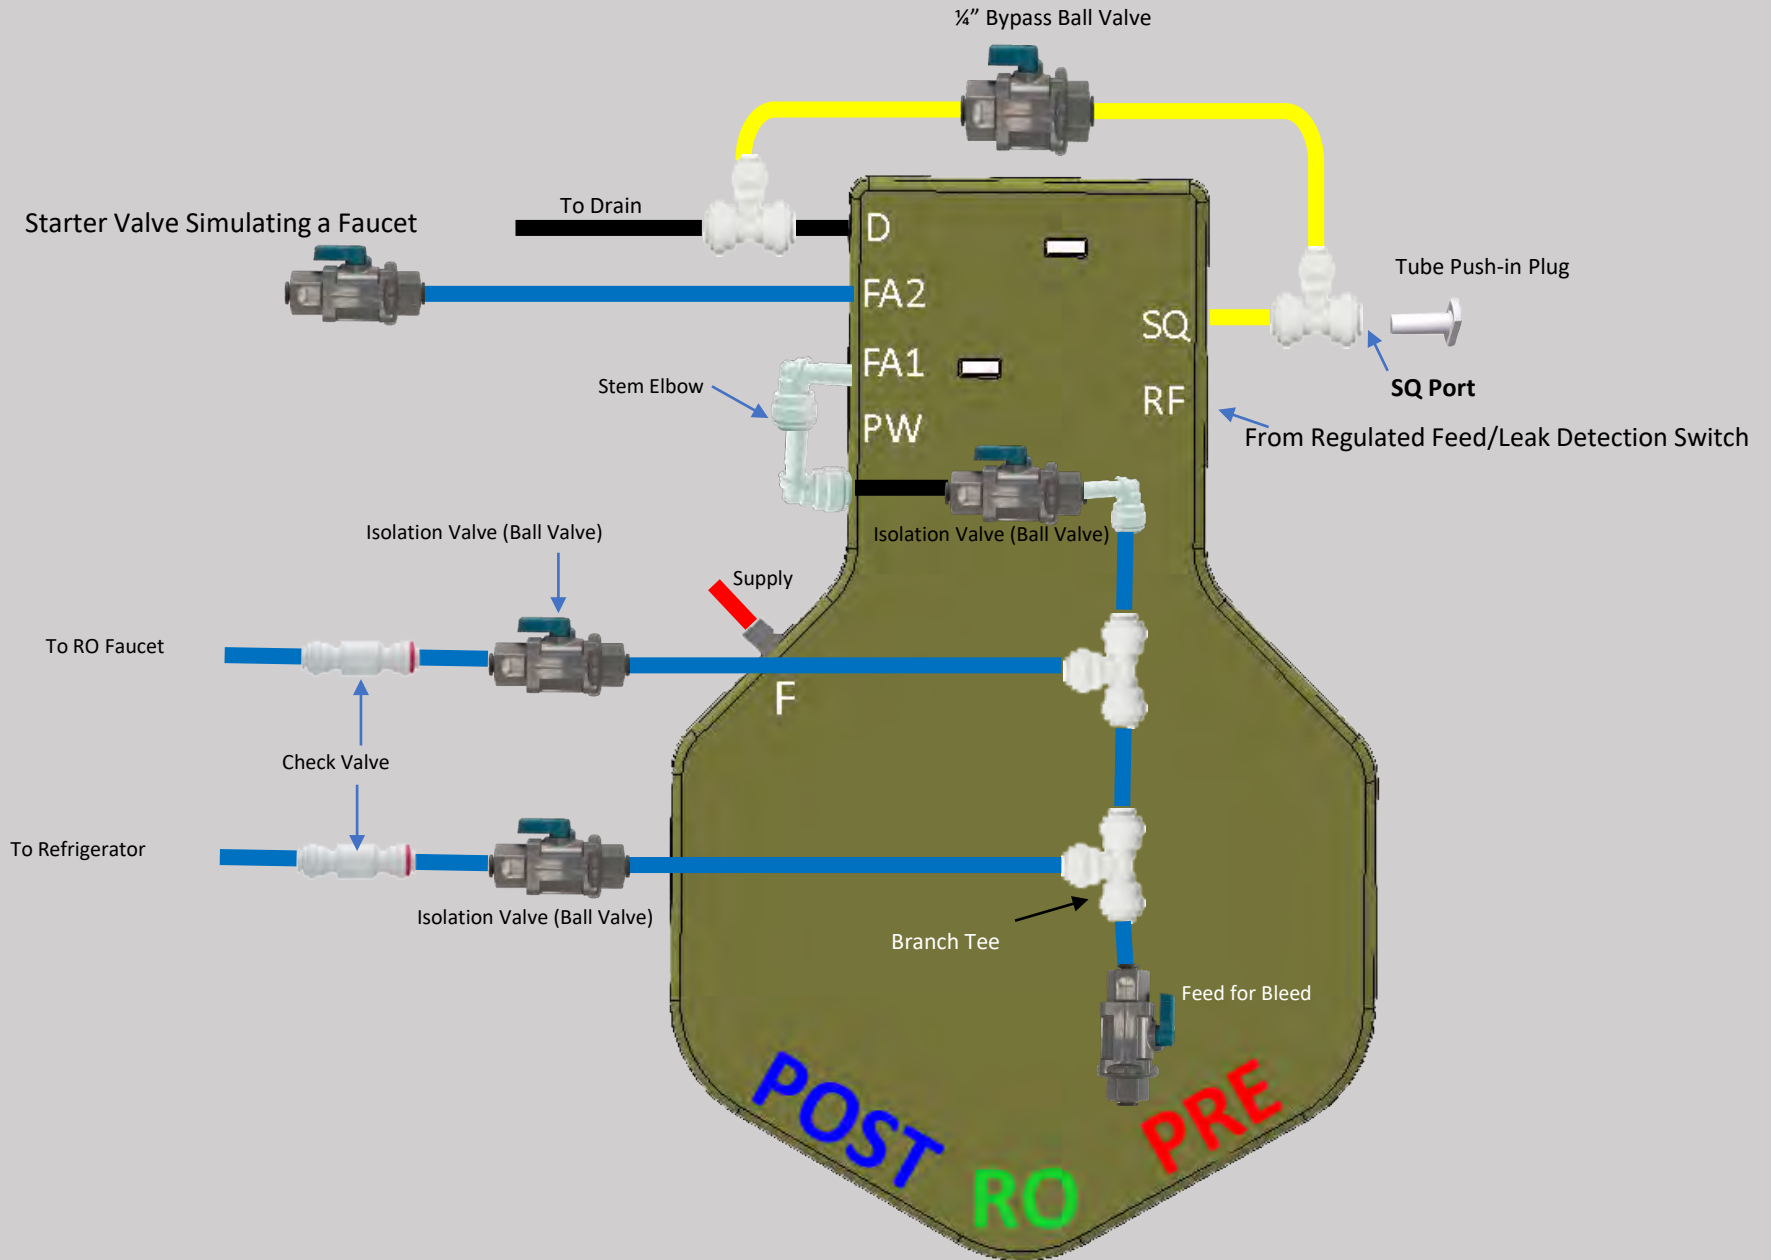 ¼” Bypass Ball Valve
To Drain
Starter Valve Simulating a Faucet
D
FA2
Tube Push-in Plug
SQ
FA1
Stem Elbow
SQ Port
RF
PW
From Regulated Feed/Leak Detection Switch
Isolation Valve (Ball Valve)
Isolation Valve (Ball Valve)
Supply
To RO Faucet
F
Check Valve
To Refrigerator
Isolation Valve (Ball Valve)
Branch Tee
Feed for Bleed
POST
RO
PRE